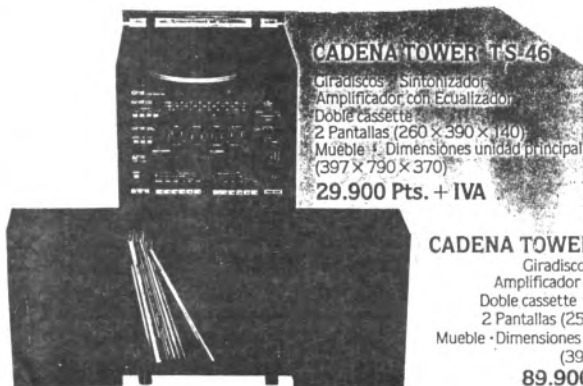 CADENA TOWER TS-46
Giradiscos · Sintonizador
Amplificador con Ecualizador
Doble cassette
2 Pantallas (260 × 390 × 140)
Mueble · Dimensiones unidad principal
(397 × 790 × 370)
29.900 Pts. + IVA
CADENA TOWER
Giradisco
Amplificador
Doble cassette
2 Pantallas (25
Mueble · Dimensiones
(39
89.900